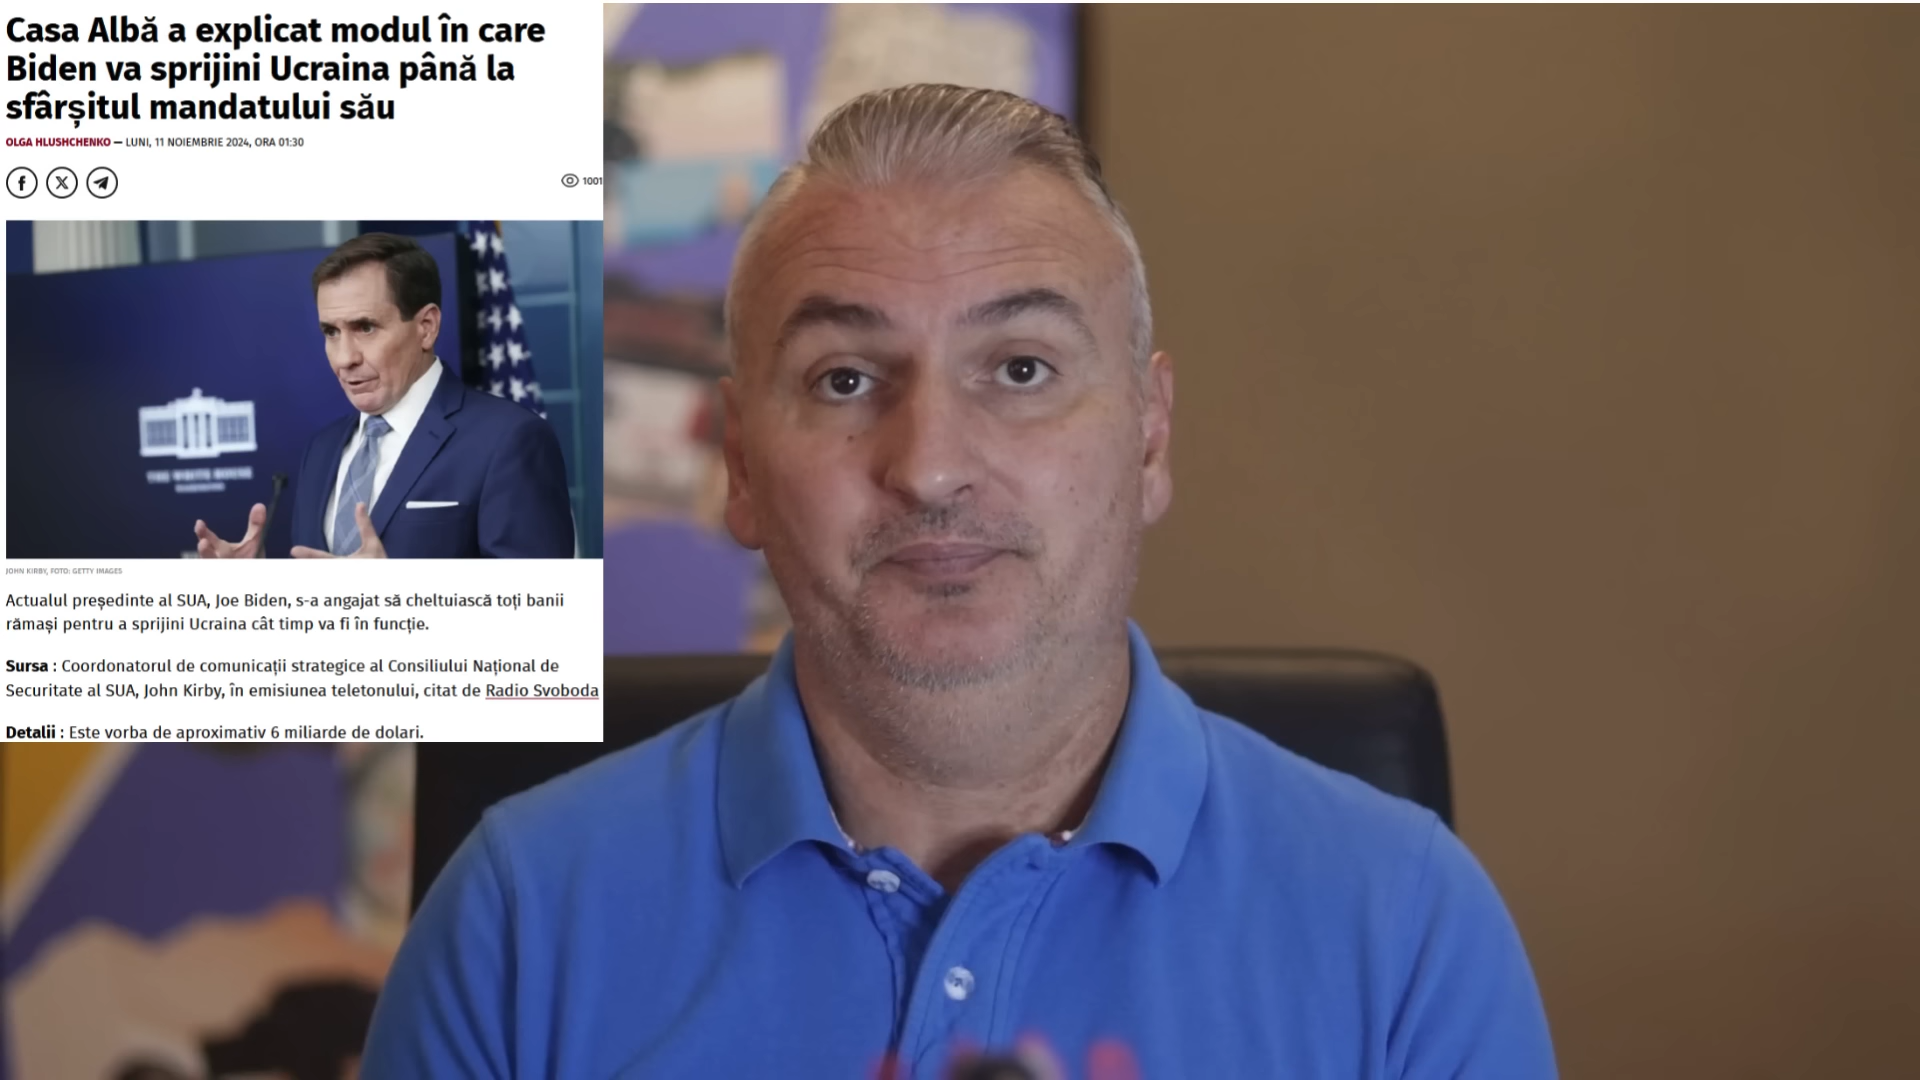 Casa Albă a explicat modul în care
Biden va sprijini Ucraina până la
sfârșitul mandatului său
OLGA HLUSHCHENKO — LUNI, 11 NOIEMBRIE 2024, ORA 01:30
1001
THE WHITE HOUSE
WASHINGTON
JOHN KIRBY, FOTO: GETTY IMAGES
Actualul președinte al SUA, Joe Biden, s-a angajat să cheltuiască toți banii
rămași pentru a sprijini Ucraina cât timp va fi în funcție.
Sursa : Coordonatorul de comunicații strategice al Consiliului Național de
Securitate al SUA, John Kirby, în emisiunea teletonului, citat de Radio Svoboda
Detalii : Este vorba de aproximativ 6 miliarde de dolari.